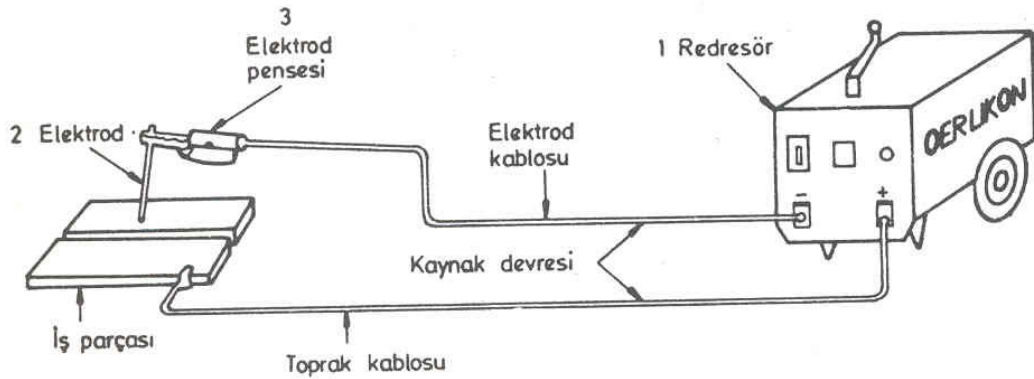 3
Elektrod
pensesi
1 Redresör
OERLIKON
2 Elektrod
Elektrod
kablosu
- +
Kaynak devresi
İş parçası
Toprak kablosu